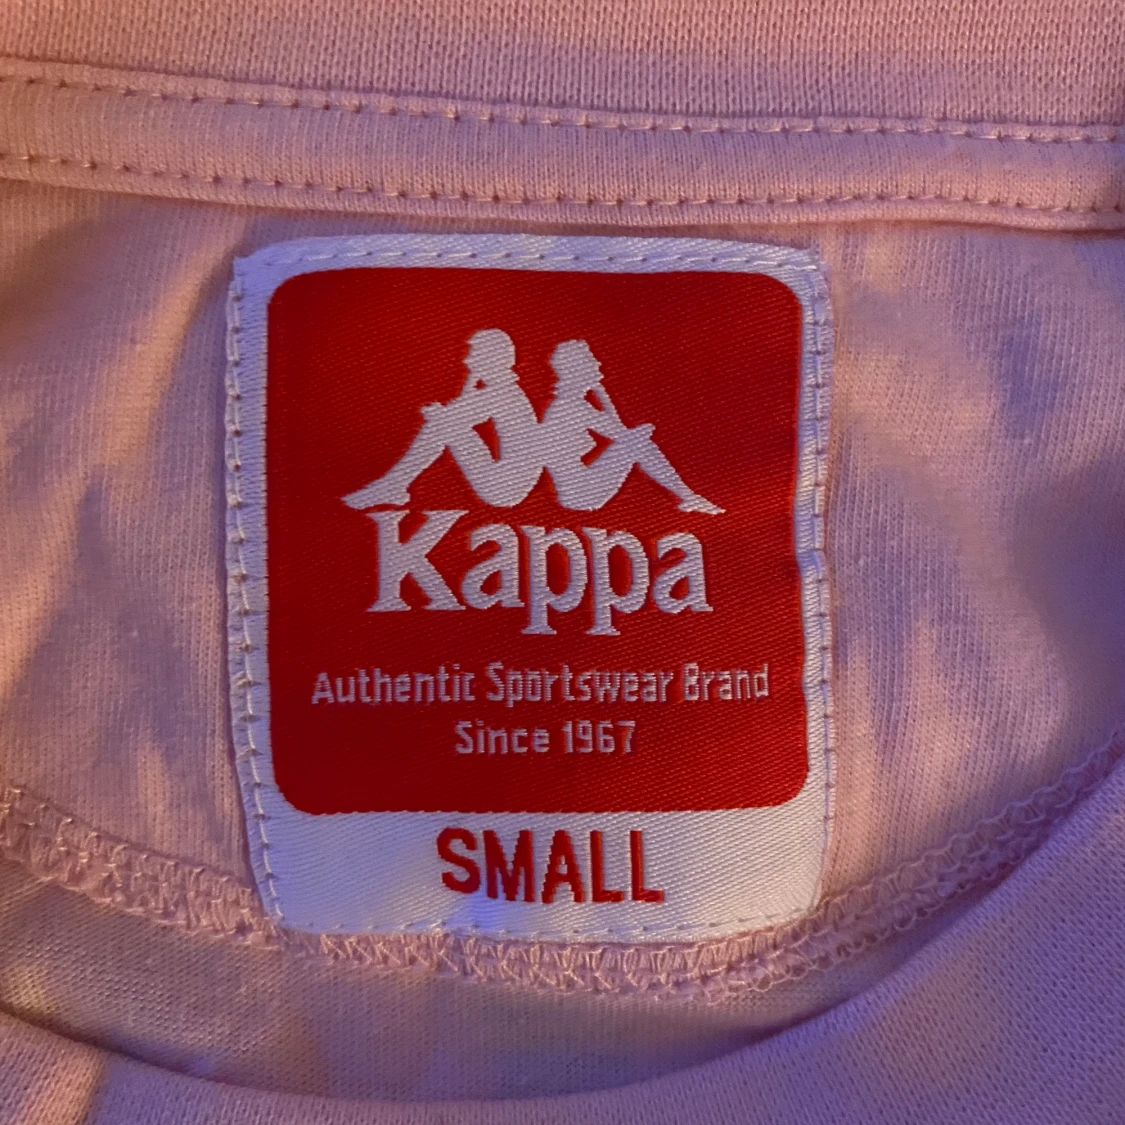 Kappa
Authentic Sportswear Brand
Since 1967
SMALL